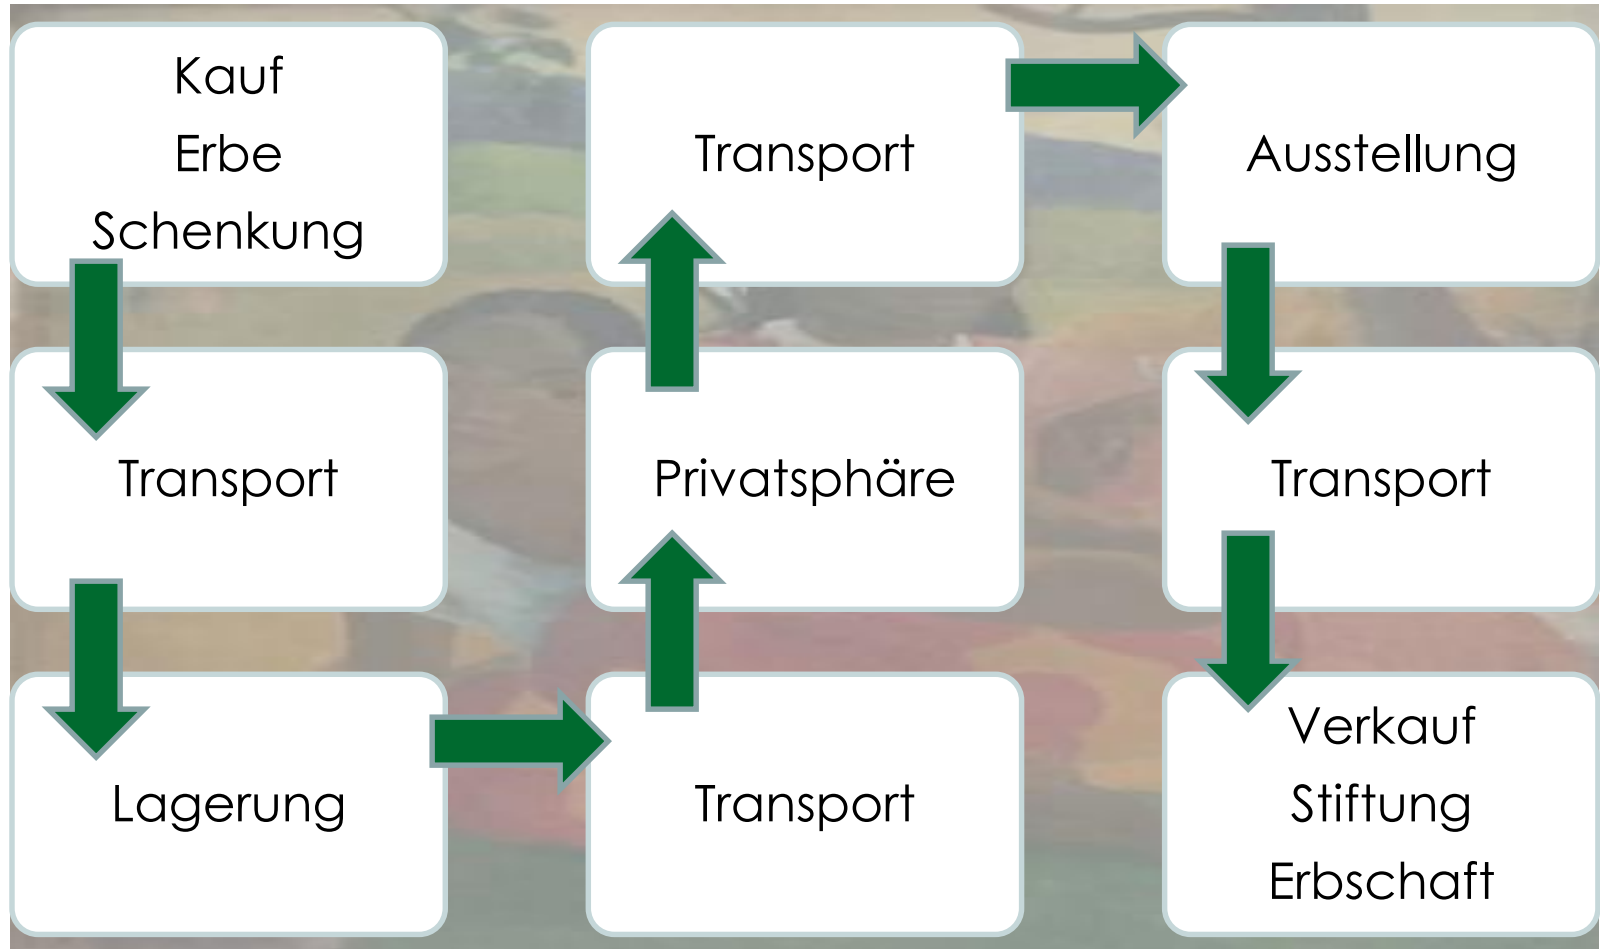 Kauf
Erbe
Schenkung
Transport
Lagerung
Transport
Privatsphäre
Transport
Ausstellung
Transport
Verkauf
Stiftung
Erbschaft